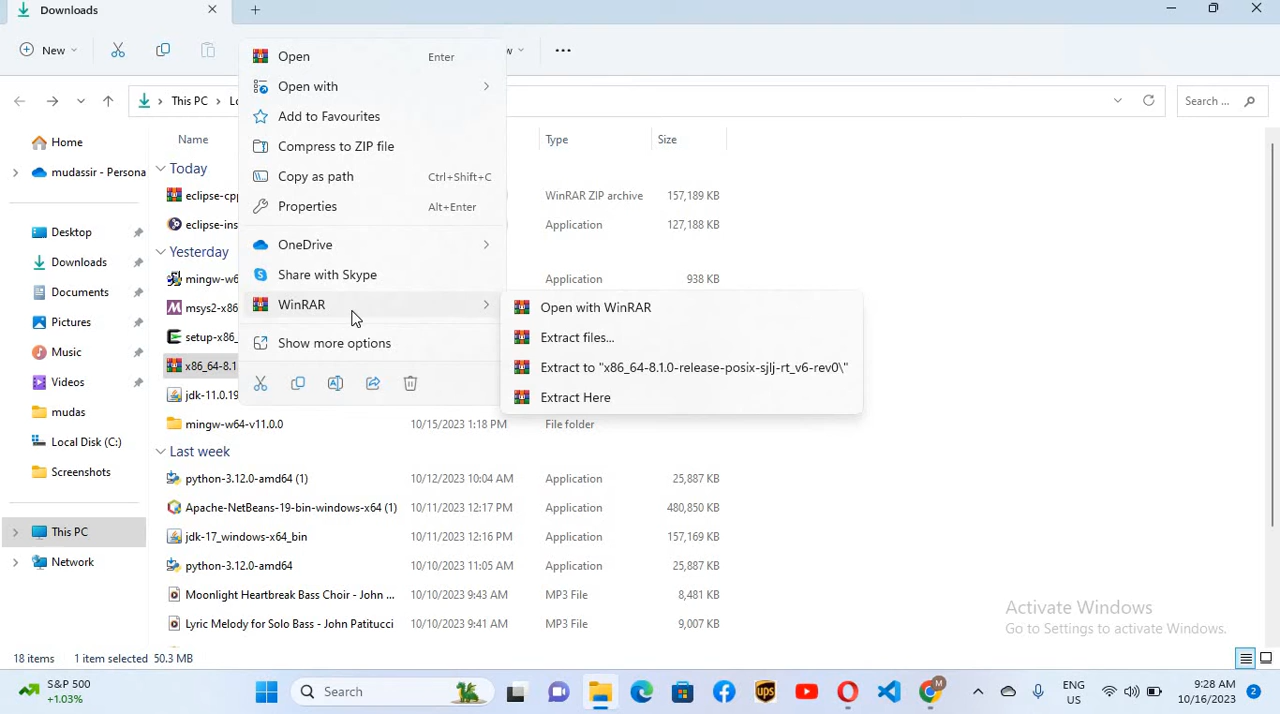 Downloads
New
This PC
Search ...
Open Enter
Open with
Add to Favourites
Compress to ZIP file
Copy as path Ctrl+Shift+C
Properties Alt+Enter
OneDrive
Share with Skype
WinRAR
Show more options
Open with WinRAR
Extract files...
Extract to "x86_64-8.1.0-release-posix-sjlj-rt_v6-rev0\"
Extract Here
Home
mudassir - Persona
Desktop
Downloads
Documents
Pictures
Music
Videos
mudas
Local Disk (C:)
Screenshots
This PC
Network
Name Type Size
Today
eclipse-cpp WinRAR ZIP archive 157,189 KB
eclipse-ins Application 127,188 KB
Yesterday
mingw-w6 Application 938 KB
msys2-x86
setup-x86_
x86_64-8.1
jdk-11.0.19
mingw-w64-v11.0.0 10/15/2023 1:18 PM File folder
Last week
python-3.12.0-amd64 (1) 10/12/2023 10:04 AM Application 25,887 KB
Apache-NetBeans-19-bin-windows-x64 (1) 10/11/2023 12:17 PM Application 480,850 KB
jdk-17_windows-x64_bin 10/11/2023 12:16 PM Application 157,169 KB
python-3.12.0-amd64 10/10/2023 11:05 AM Application 25,887 KB
Moonlight Heartbreak Bass Choir - John ... 10/10/2023 9:43 AM MP3 File 8,481 KB
Lyric Melody for Solo Bass - John Patitucci 10/10/2023 9:41 AM MP3 File 9,007 KB
Activate Windows
Go to Settings to activate Windows.
18 items 1 item selected 50.3 MB
S&P 500
+1.03%
Search
ups
M
ENG
US
9:28 AM
10/16/2023
2